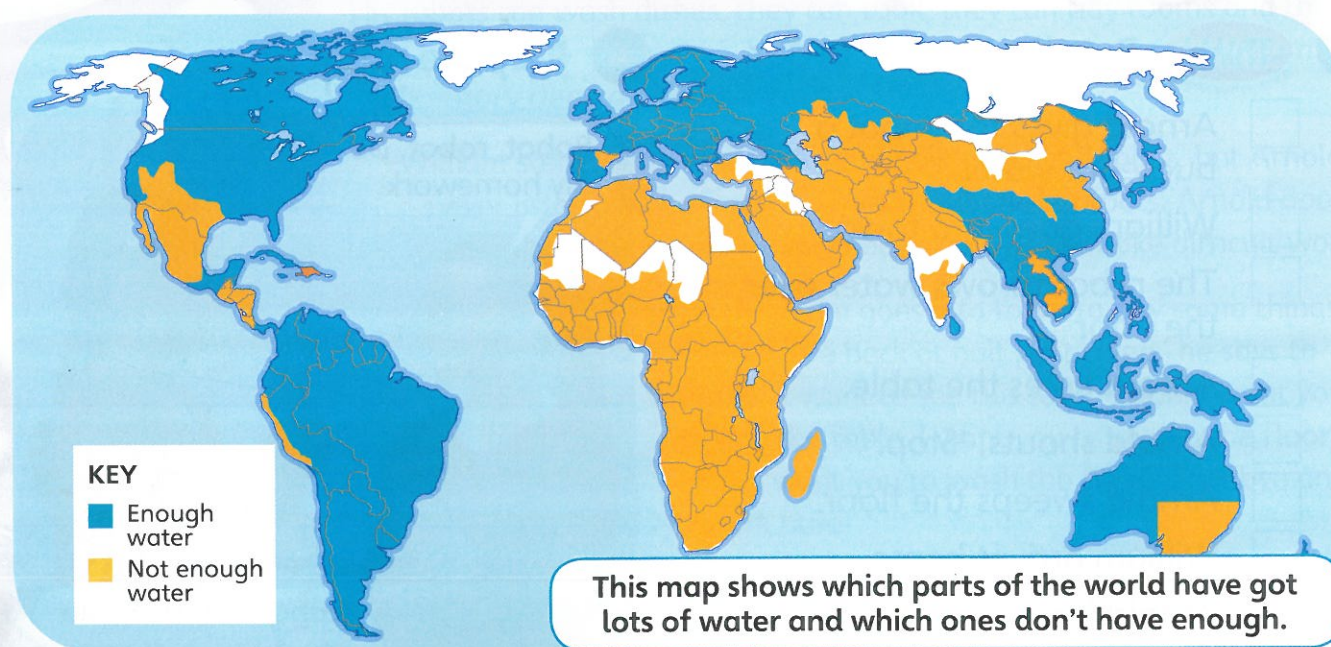 KEY
Enough
water
Not enough
water
This map shows which parts of the world have got
lots of water and which ones don't have enough.